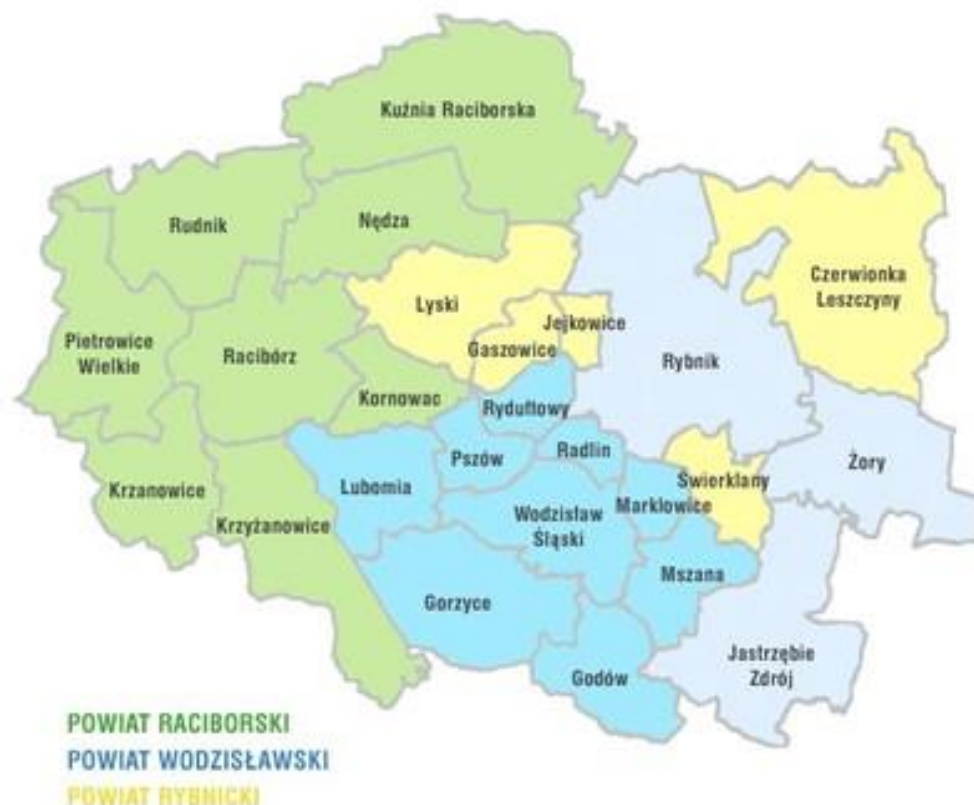 Kuźnia Raciborska
Rudnik
Nędza
Czerwionka
Leszczyny
Lyski
Jejkowice
Pietrowice
Wielkie
Racibórz
Gaszowice
Rybnik
Kornowac
Rydułtowy
Pszów
Radlin
Żory
Krzanowice
Lubomia
Świerklany
Marklowice
Krzyżanowice
Wodzisław
Śląski
Mszana
Gorzyce
Jastrzębie
Zdrój
Godów
POWIAT RACIBORSKI
POWIAT WODZISŁAWSKI
POWIAT RYBNICKI